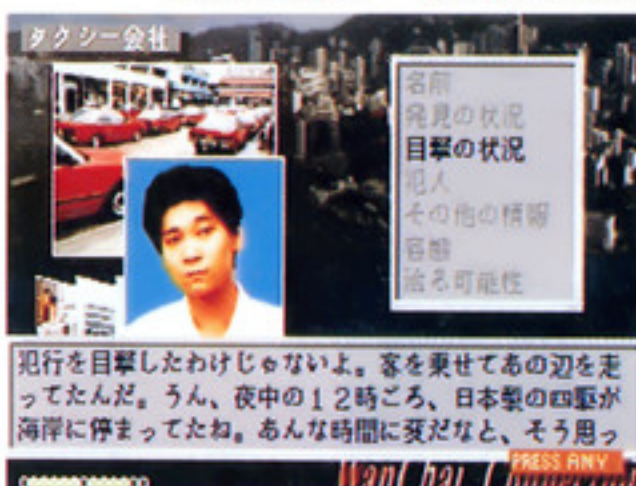 タクシー会社
名前
発見の状況
目撃の状況
犯人
その他の情報
容態
治る可能性
犯行を目撃したわけじゃないよ。客を乗せてあの辺を走
ってたんだ。うん、夜中の12時ごろ、日本製の四駆が
海岸に停まってたね。あんな時間に変だなと、そう思っ
PRESS ANY